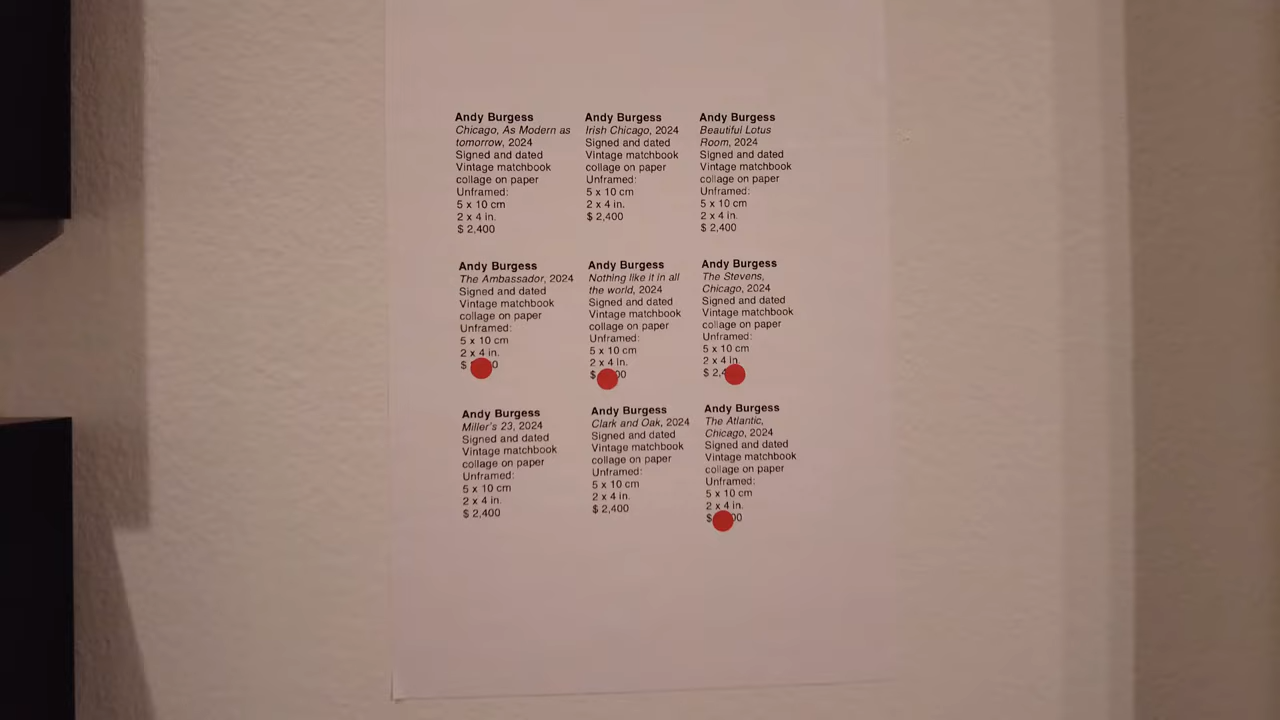 Andy Burgess
Chicago, As Modern as
tomorrow, 2024
Signed and dated
Vintage matchbook
collage on paper
Unframed:
5 x 10 cm
2 x 4 in.
$ 2,400
Andy Burgess
Irish Chicago, 2024
Signed and dated
Vintage matchbook
collage on paper
Unframed:
5 x 10 cm
2 x 4 in.
$ 2,400
Andy Burgess
Beautiful Lotus
Room, 2024
Signed and dated
Vintage matchbook
collage on paper
Unframed:
5 x 10 cm
2 x 4 in.
$ 2,400
Andy Burgess
The Ambassador, 2024
Signed and dated
Vintage matchbook
collage on paper
Unframed:
5 x 10 cm
2 x 4 in.
$
Andy Burgess
Nothing like it in all
the world, 2024
Signed and dated
Vintage matchbook
collage on paper
Unframed:
5 x 10 cm
2 x 4 in.
$
Andy Burgess
The Stevens,
Chicago, 2024
Signed and dated
Vintage matchbook
collage on paper
Unframed:
5 x 10 cm
2 x 4 in.
$
Andy Burgess
Miller's 23, 2024
Signed and dated
Vintage matchbook
collage on paper
Unframed:
5 x 10 cm
2 x 4 in.
$ 2,400
Andy Burgess
Clark and Oak, 2024
Signed and dated
Vintage matchbook
collage on paper
Unframed:
5 x 10 cm
2 x 4 in.
$ 2,400
Andy Burgess
The Atlantic,
Chicago, 2024
Signed and dated
Vintage matchbook
collage on paper
Unframed:
5 x 10 cm
2 x 4 in.
$